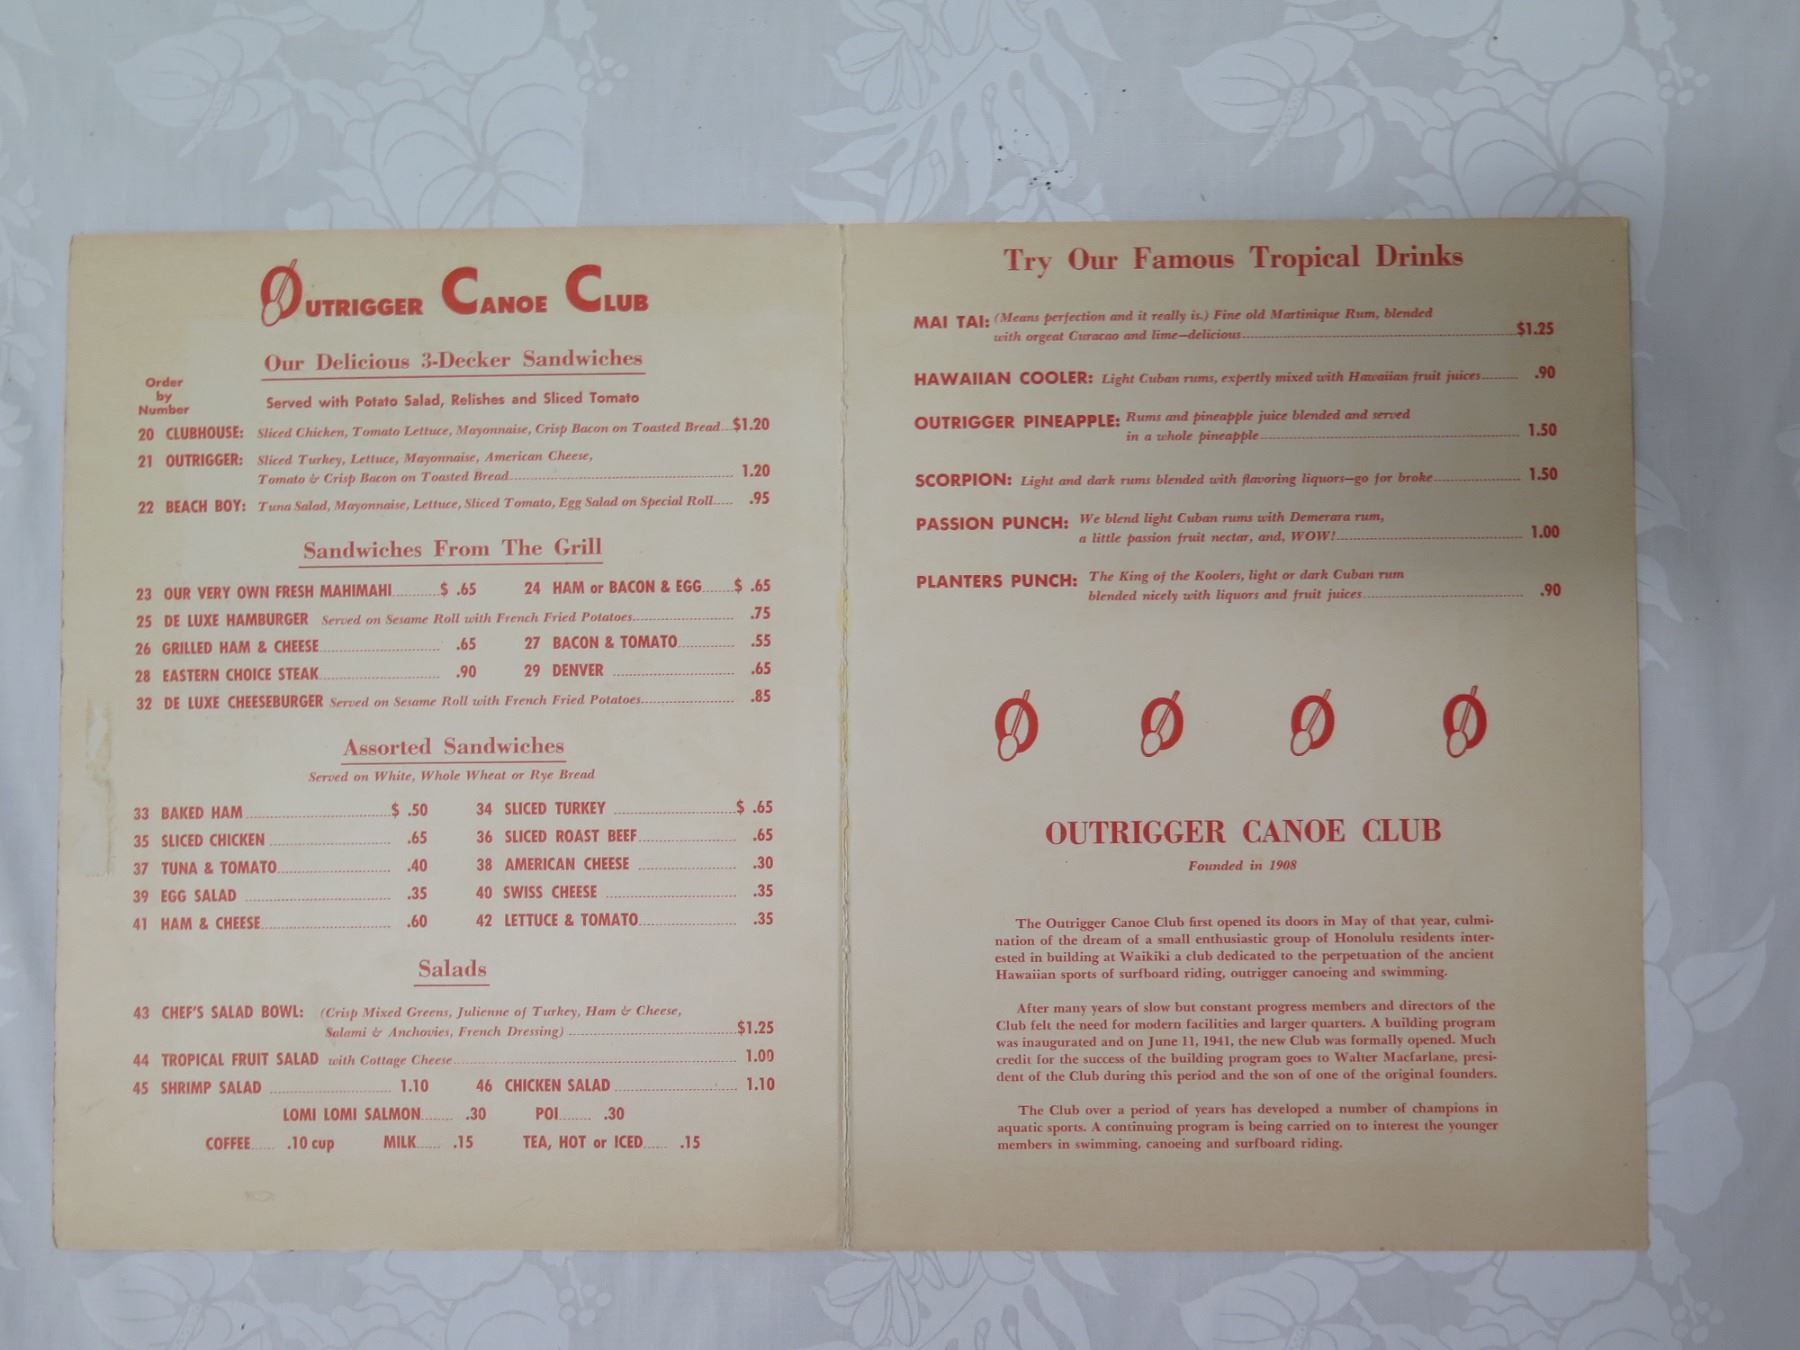 OUTRIGGER CANOE CLUB
Our Delicious 3-Decker Sandwiches
Order
by
Number
Served with Potato Salad, Relishes and Sliced Tomato
20 CLUBHOUSE: Sliced Chicken, Tomato Lettuce, Mayonnaise, Crisp Bacon on Toasted Bread...$1.20
21 OUTRIGGER: Sliced Turkey, Lettuce, Mayonnaise, American Cheese,
Tomato & Crisp Bacon on Toasted Bread........ 1.20
22 BEACH BOY: Tuna Salad, Mayonnaise, Lettuce, Sliced Tomato, Egg Salad on Special Roll..... .95
Sandwiches From The Grill
23 OUR VERY OWN FRESH MAHIMAHI........$ .65 24 HAM or BACON & EGG........$ .65
25 DE LUXE HAMBURGER Served on Sesame Roll with French Fried Potatoes........ .75
26 GRILLED HAM & CHEESE........ .65 27 BACON & TOMATO........ .55
28 EASTERN CHOICE STEAK........ .90 29 DENVER ........ .65
32 DE LUXE CHEESEBURGER Served on Sesame Roll with French Fried Potatoes........ .85
Assorted Sandwiches
Served on White, Whole Wheat or Rye Bread
33 BAKED HAM........$ .50 34 SLICED TURKEY ........$ .65
35 SLICED CHICKEN ........ .65 36 SLICED ROAST BEEF........ .65
37 TUNA & TOMATO........ .40 38 AMERICAN CHEESE ........ .30
39 EGG SALAD ........ .35 40 SWISS CHEESE ........ .35
41 HAM & CHEESE........ .60 42 LETTUCE & TOMATO........ .35
Salads
43 CHEF'S SALAD BOWL: (Crisp Mixed Greens, Julienne of Turkey, Ham & Cheese,
Salami & Anchovies, French Dressing) ........$1.25
44 TROPICAL FRUIT SALAD with Cottage Cheese........ 1.00
45 SHRIMP SALAD ........ 1.10 46 CHICKEN SALAD ........ 1.10
LOMI LOMI SALMON........ .30 POI........ .30
COFFEE...... .10 cup MILK...... .15 TEA, HOT or ICED...... .15
Try Our Famous Tropical Drinks
MAI TAI: (Means perfection and it really is.) Fine old Martinique Rum, blended
with orgeat Curacao and lime—delicious........$1.25
HAWAIIAN COOLER: Light Cuban rums, expertly mixed with Hawaiian fruit juices........ .90
OUTRIGGER PINEAPPLE: Rums and pineapple juice blended and served
in a whole pineapple........ 1.50
SCORPION: Light and dark rums blended with flavoring liquors—go for broke........ 1.50
PASSION PUNCH: We blend light Cuban rums with Demerara rum,
a little passion fruit nectar, and, WOW!........ 1.00
PLANTERS PUNCH: The King of the Koolers, light or dark Cuban rum
blended nicely with liquors and fruit juices........ .90
OUTRIGGER CANOE CLUB
Founded in 1908
The Outrigger Canoe Club first opened its doors in May of that year, culmi-
nation of the dream of a small enthusiastic group of Honolulu residents inter-
ested in building at Waikiki a club dedicated to the perpetuation of the ancient
Hawaiian sports of surfboard riding, outrigger canoeing and swimming.
After many years of slow but constant progress members and directors of the
Club felt the need for modern facilities and larger quarters. A building program
was inaugurated and on June 11, 1941, the new Club was formally opened. Much
credit for the success of the building program goes to Walter Macfarlane, presi-
dent of the Club during this period and the son of one of the original founders.
The Club over a period of years has developed a number of champions in
aquatic sports. A continuing program is being carried on to interest the younger
members in swimming, canoeing and surfboard riding.